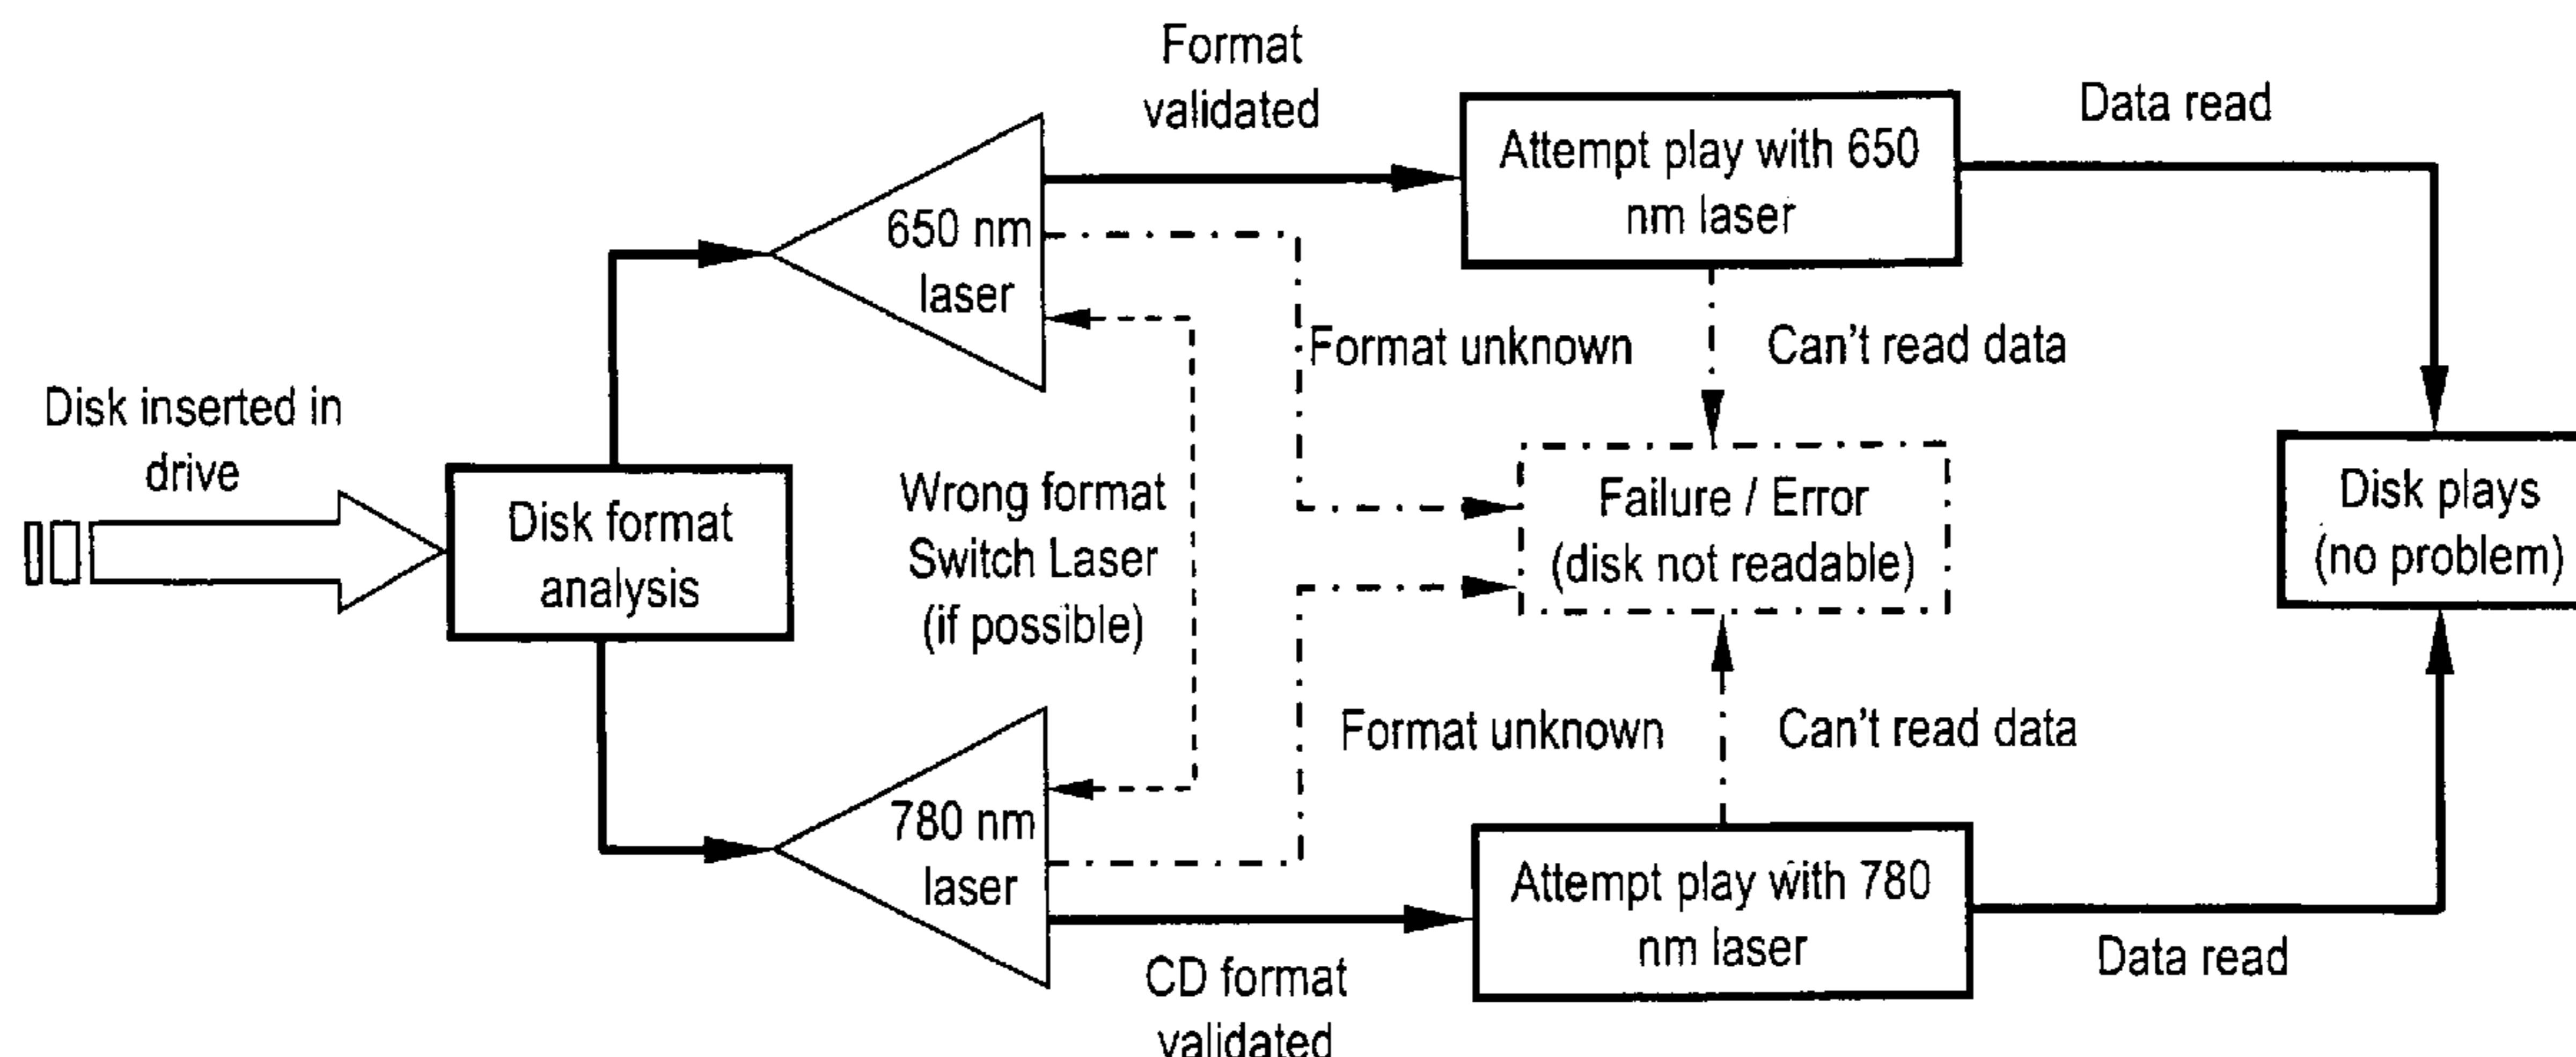 Format
validated
Attempt play with 650
nm laser
Data read
650 nm
laser
Format unknown
Can't read data
Disk inserted in
drive
Disk format
analysis
Wrong format
Switch Laser
(if possible)
Failure / Error
(disk not readable)
Disk plays
(no problem)
Format unknown
Can't read data
780 nm
laser
Attempt play with 780
nm laser
CD format
validated
Data read